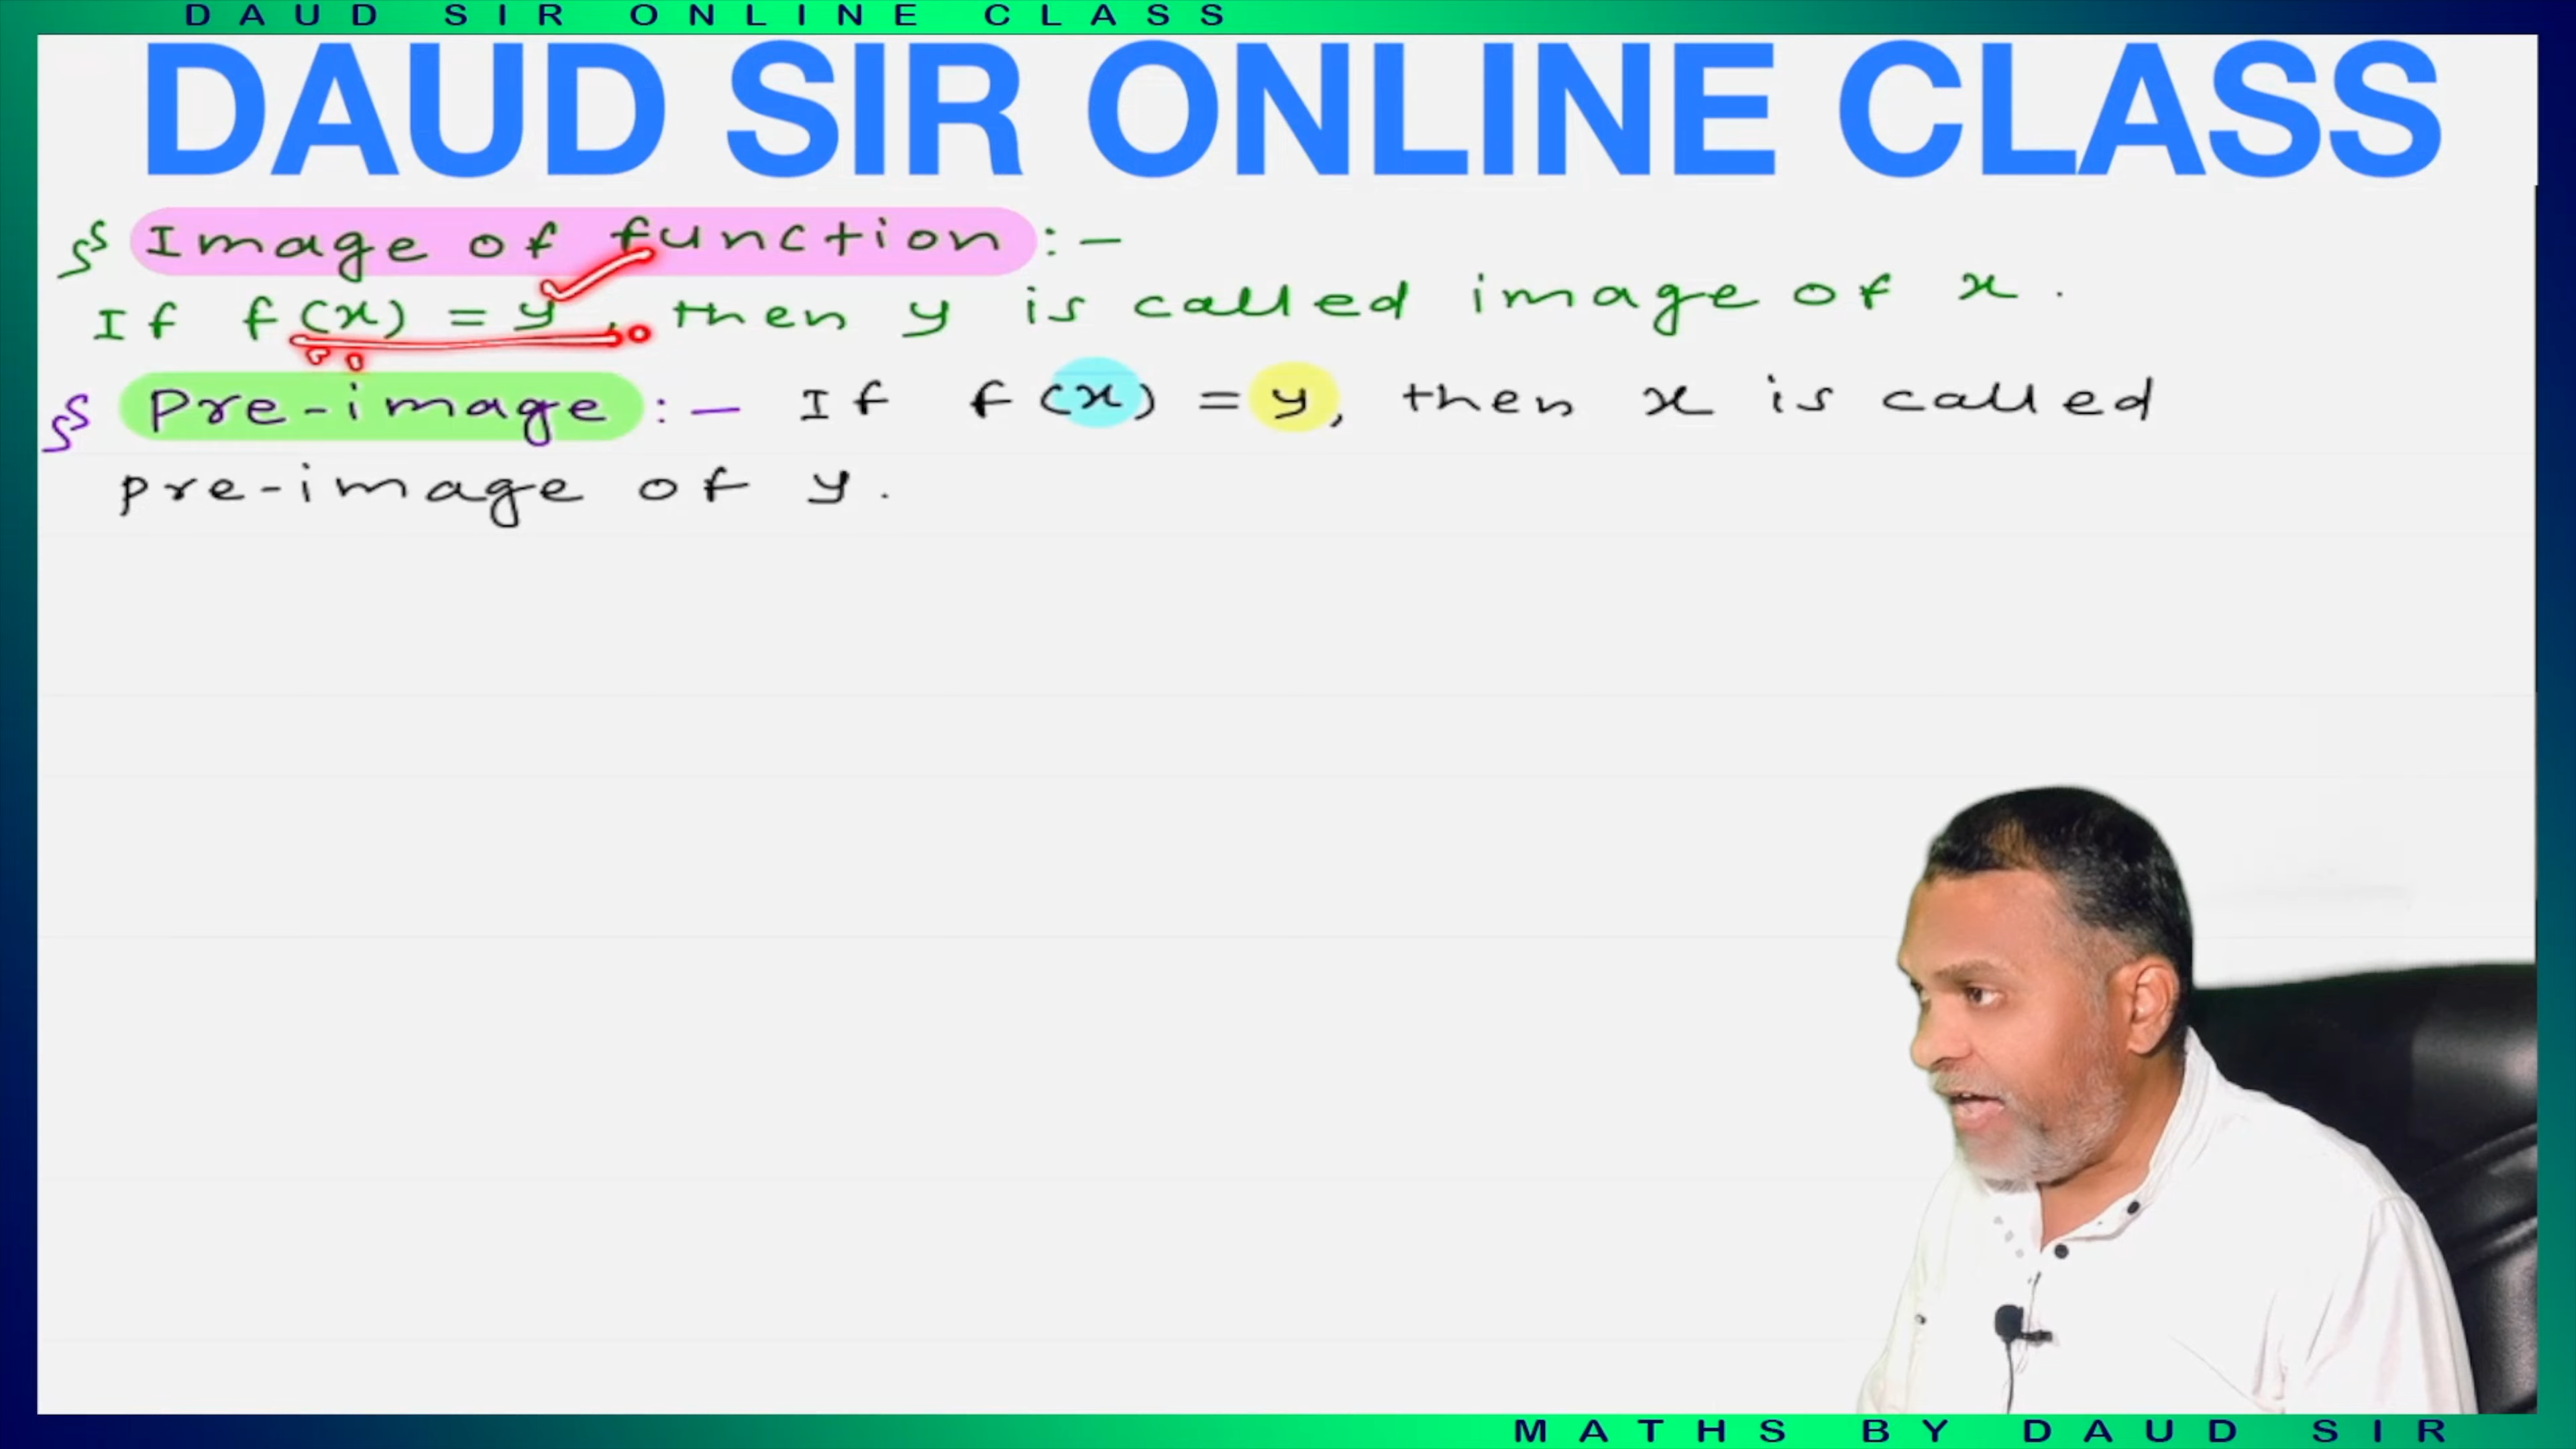 DAUD SIR ONLINE CLASS
DAUD SIR ONLINE CLASS
§ Image of function :-
If f(x) = y, then y is called image of x.
§ Pre-image :- If f(x) = y, then x is called
pre-image of y.
MATHS BY DAUD SIR